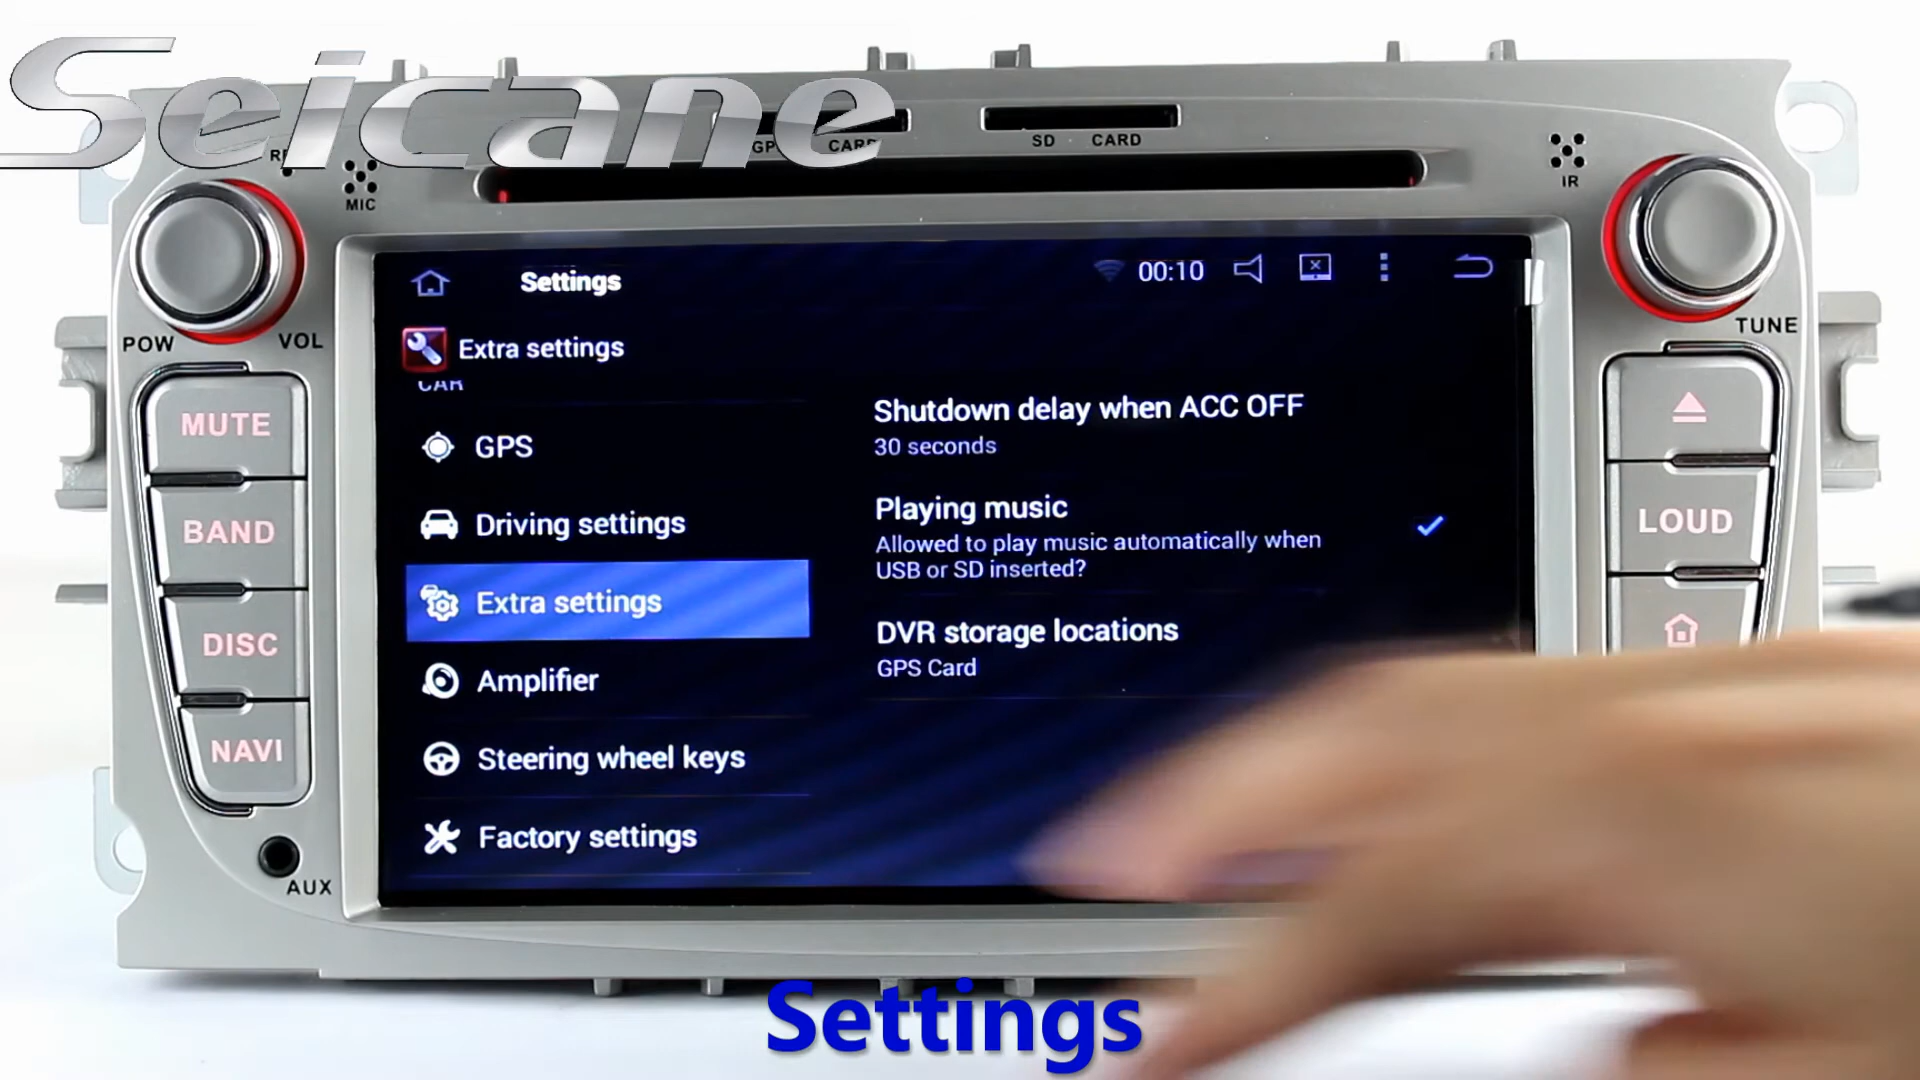 Seicane
SD CARD
MIC
IR
POW
VOL
TUNE
MUTE
BAND
DISC
NAVI
AUX
LOUD
Settings
00:10
Extra settings
CAR
GPS
Driving settings
Extra settings
Amplifier
Steering wheel keys
Factory settings
Shutdown delay when ACC OFF
30 seconds
Playing music
Allowed to play music automatically when
USB or SD inserted?
DVR storage locations
GPS Card
Settings